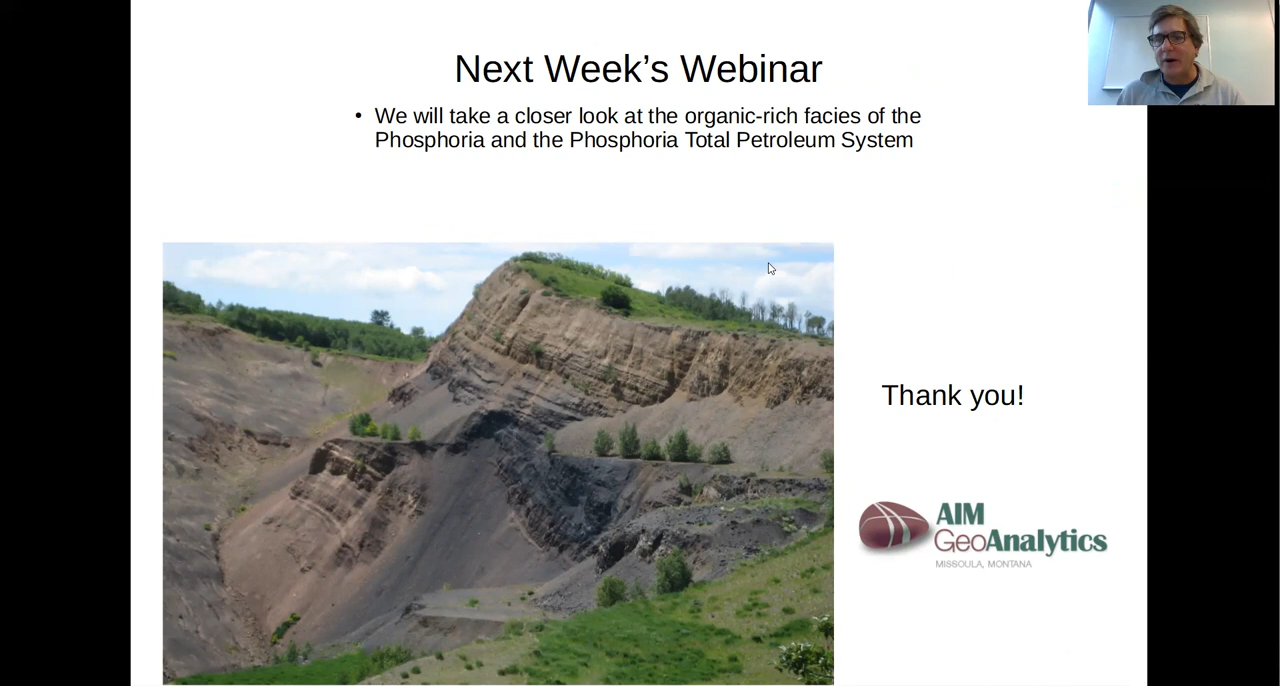 Next Week’s Webinar
• We will take a closer look at the organic-rich facies of the
Phosphoria and the Phosphoria Total Petroleum System
Thank you!
AIM
GeoAnalytics
MISSOULA, MONTANA